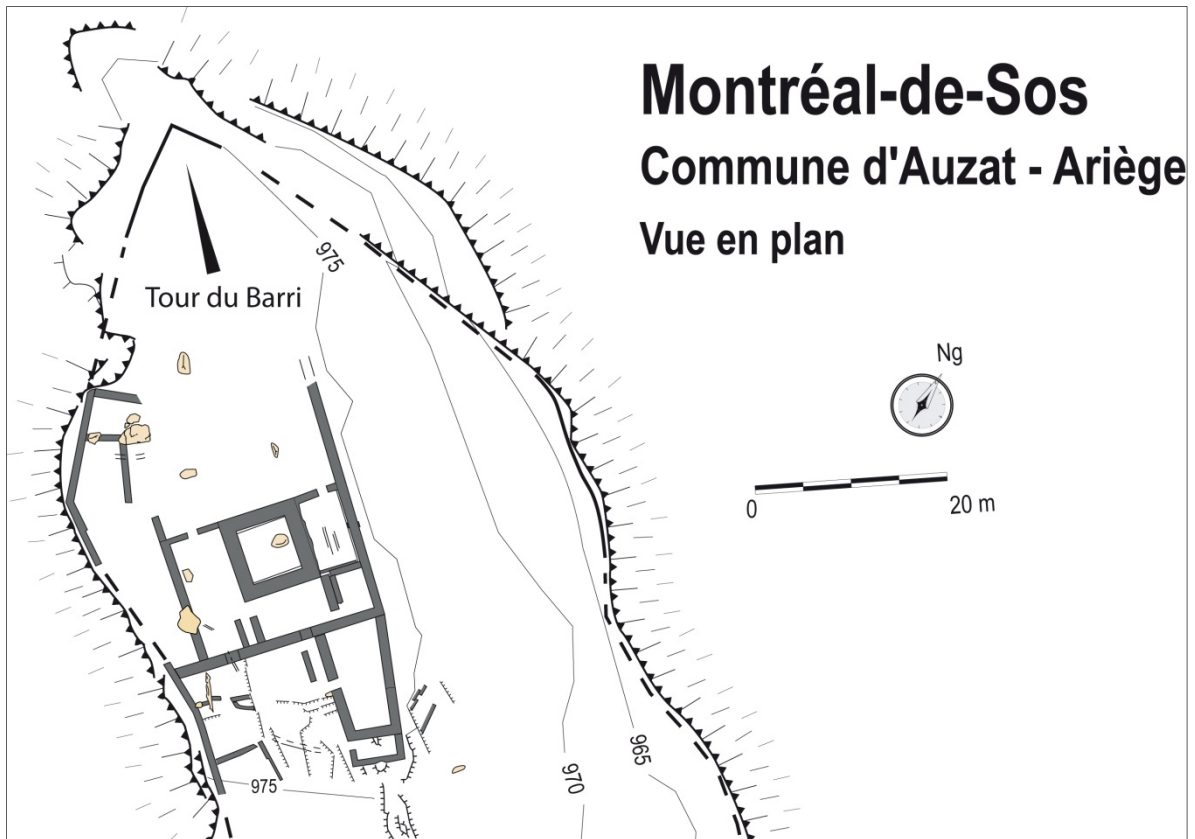 Montréal-de-Sos
Commune d'Auzat - Ariège
Vue en plan
975
Tour du Barri
Ng
0
20 m
965
970
975